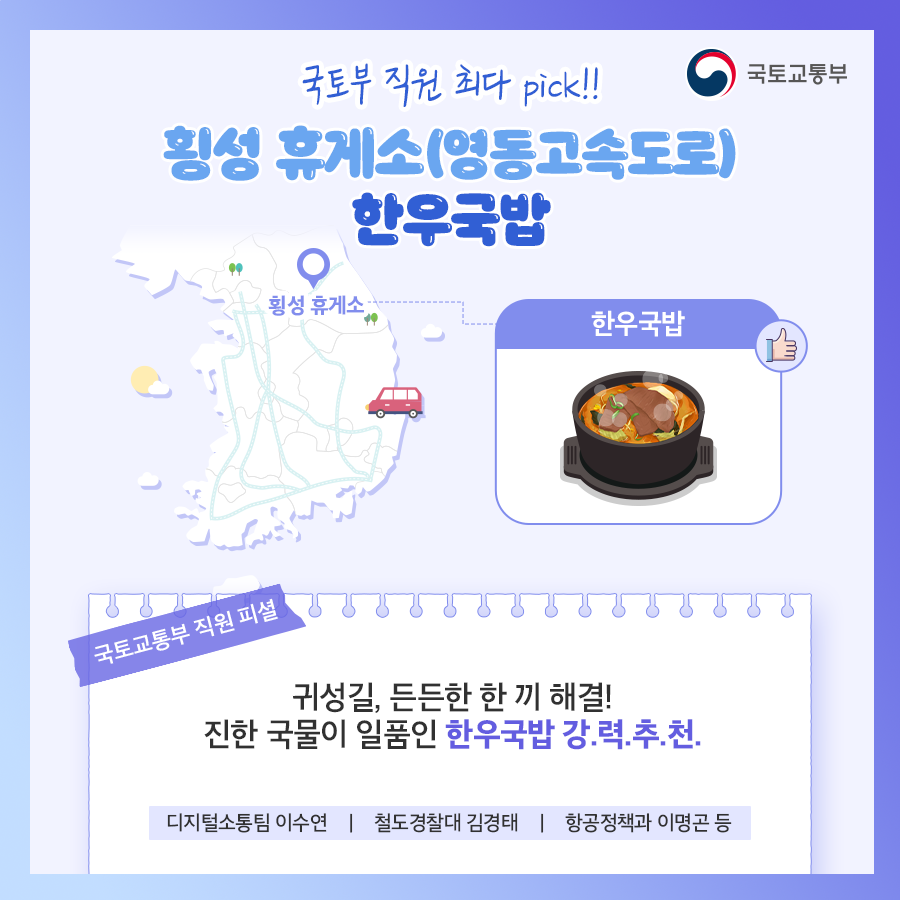 국토부 직원 최다 pick!!
국토교통부
횡성 휴게소(영동고속도로)
한우국밥
횡성 휴게소
한우국밥
국토교통부 직원 피셜
귀성길, 든든한 한 끼 해결!
진한 국물이 일품인 한우국밥 강.력.추.천.
디지털소통팀 이수연 | 철도경찰대 김경태 | 항공정책과 이명곤 등